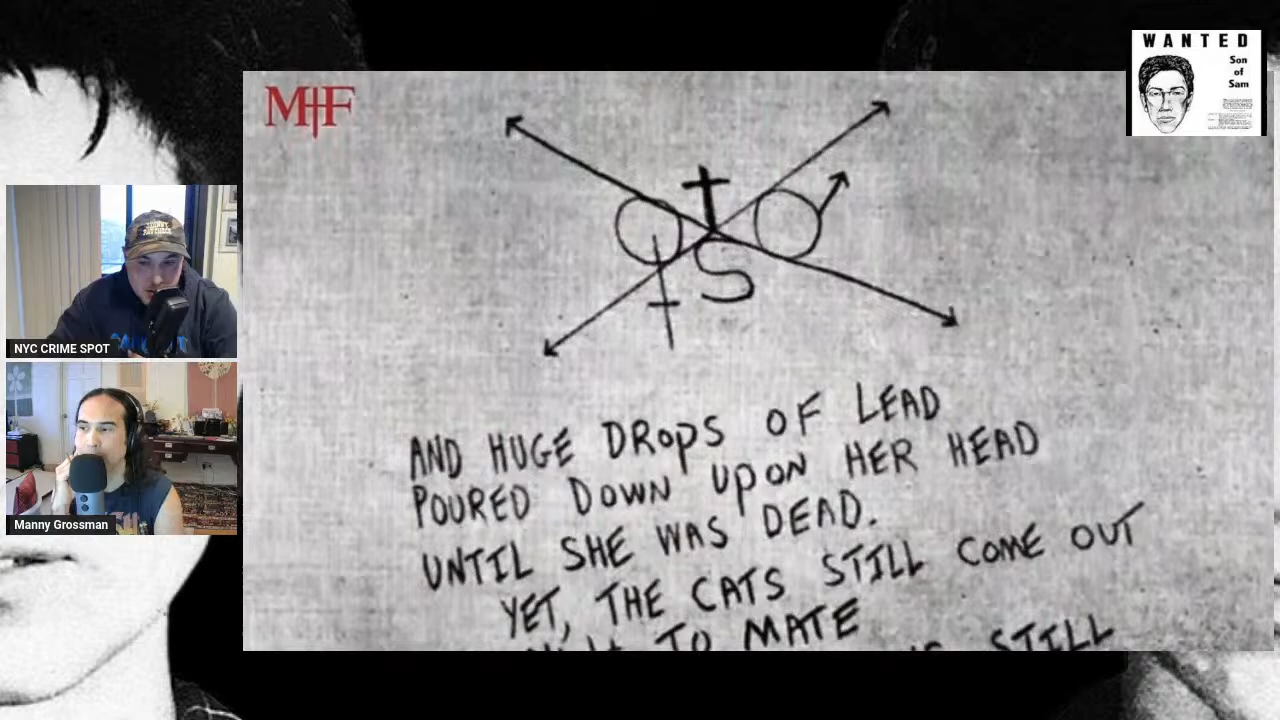 WANTED
Son
of
Sam
MJF
S
AND HUGE DROPS OF LEAD
POURED DOWN UPON HER HEAD
UNTIL SHE WAS DEAD.
YET, THE CATS STILL COME OUT
TO MATE
STILL
NYC CRIME SPOT
Manny Grossman